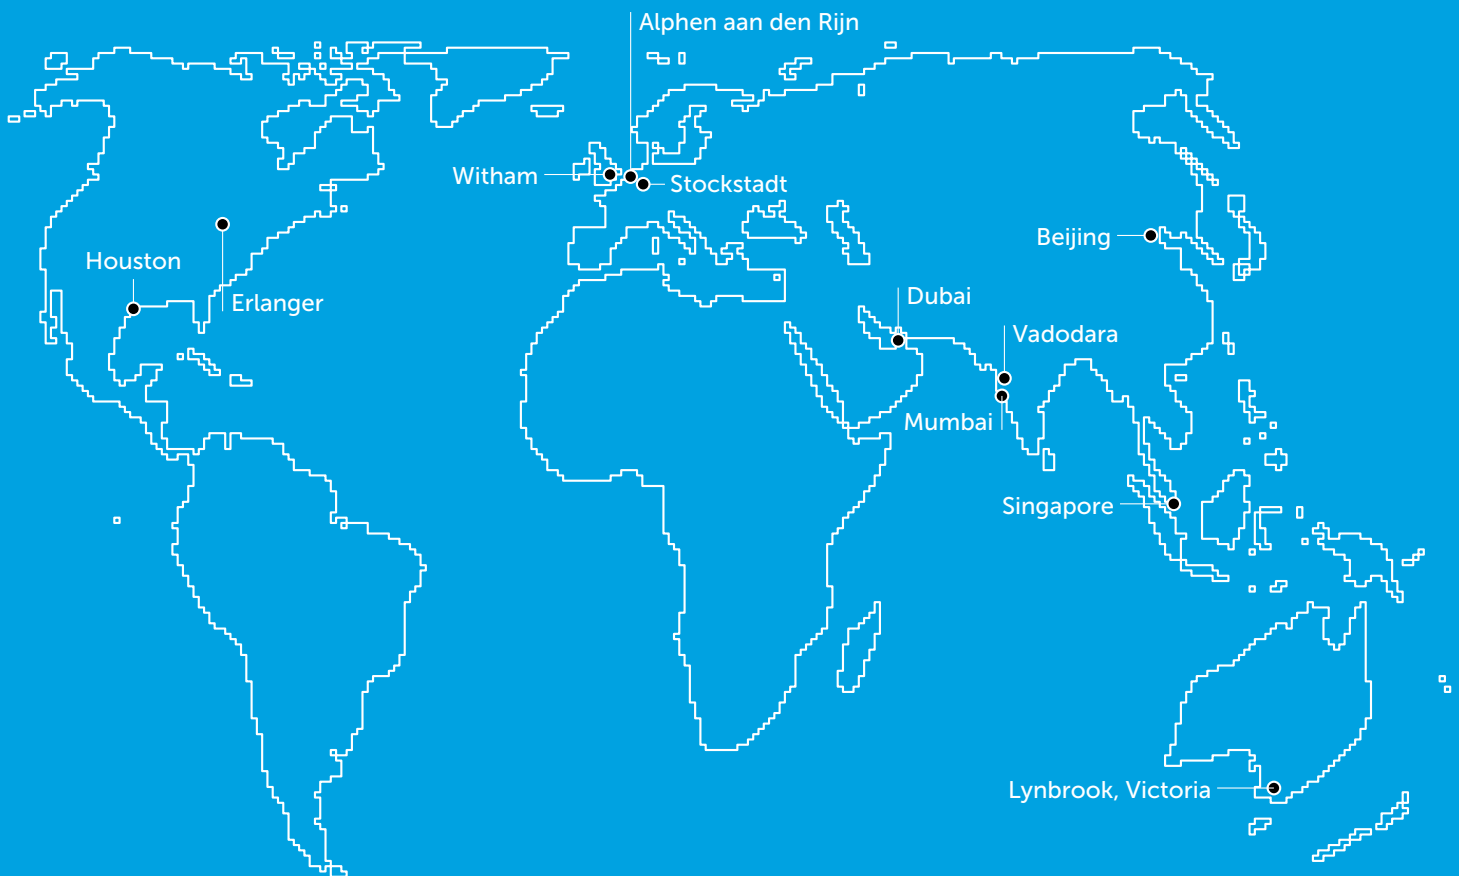 Alphen aan den Rijn
Witham
Stockstadt
Beijing
Houston
Erlanger
Dubai
Vadodara
Mumbai
Singapore
Lynbrook, Victoria